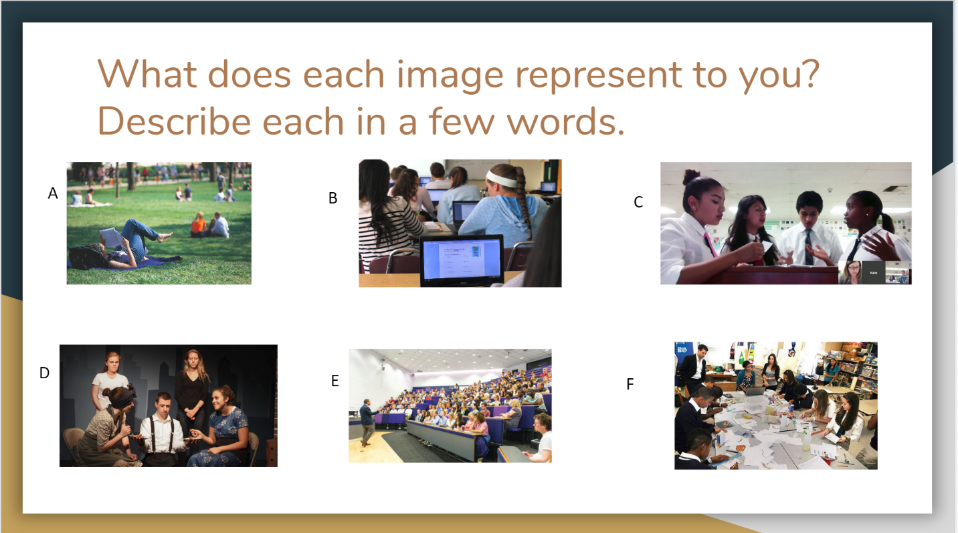 What does each image represent to you?
Describe each in a few words.
A
B
C
D
E
F